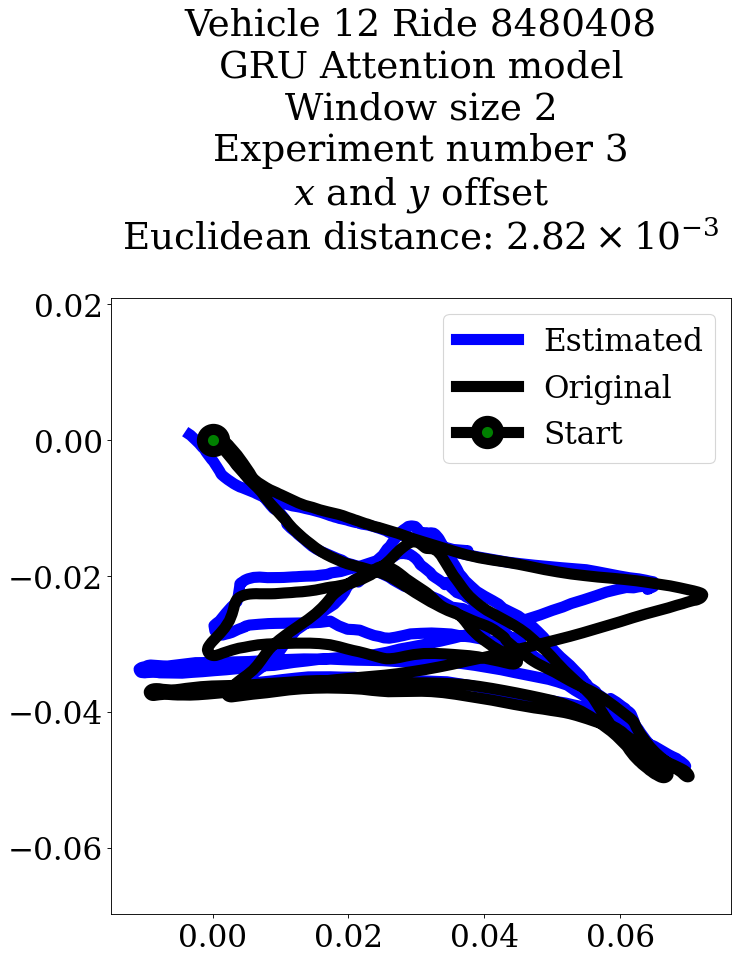 Vehicle 12 Ride 8480408
GRU Attention model
Window size 2
Experiment number 3
x and y offset
Euclidean distance: 2.82 × 10⁻³
0.02
0.00
−0.02
−0.04
−0.06
Estimated
Original
Start
0.00 0.02 0.04 0.06